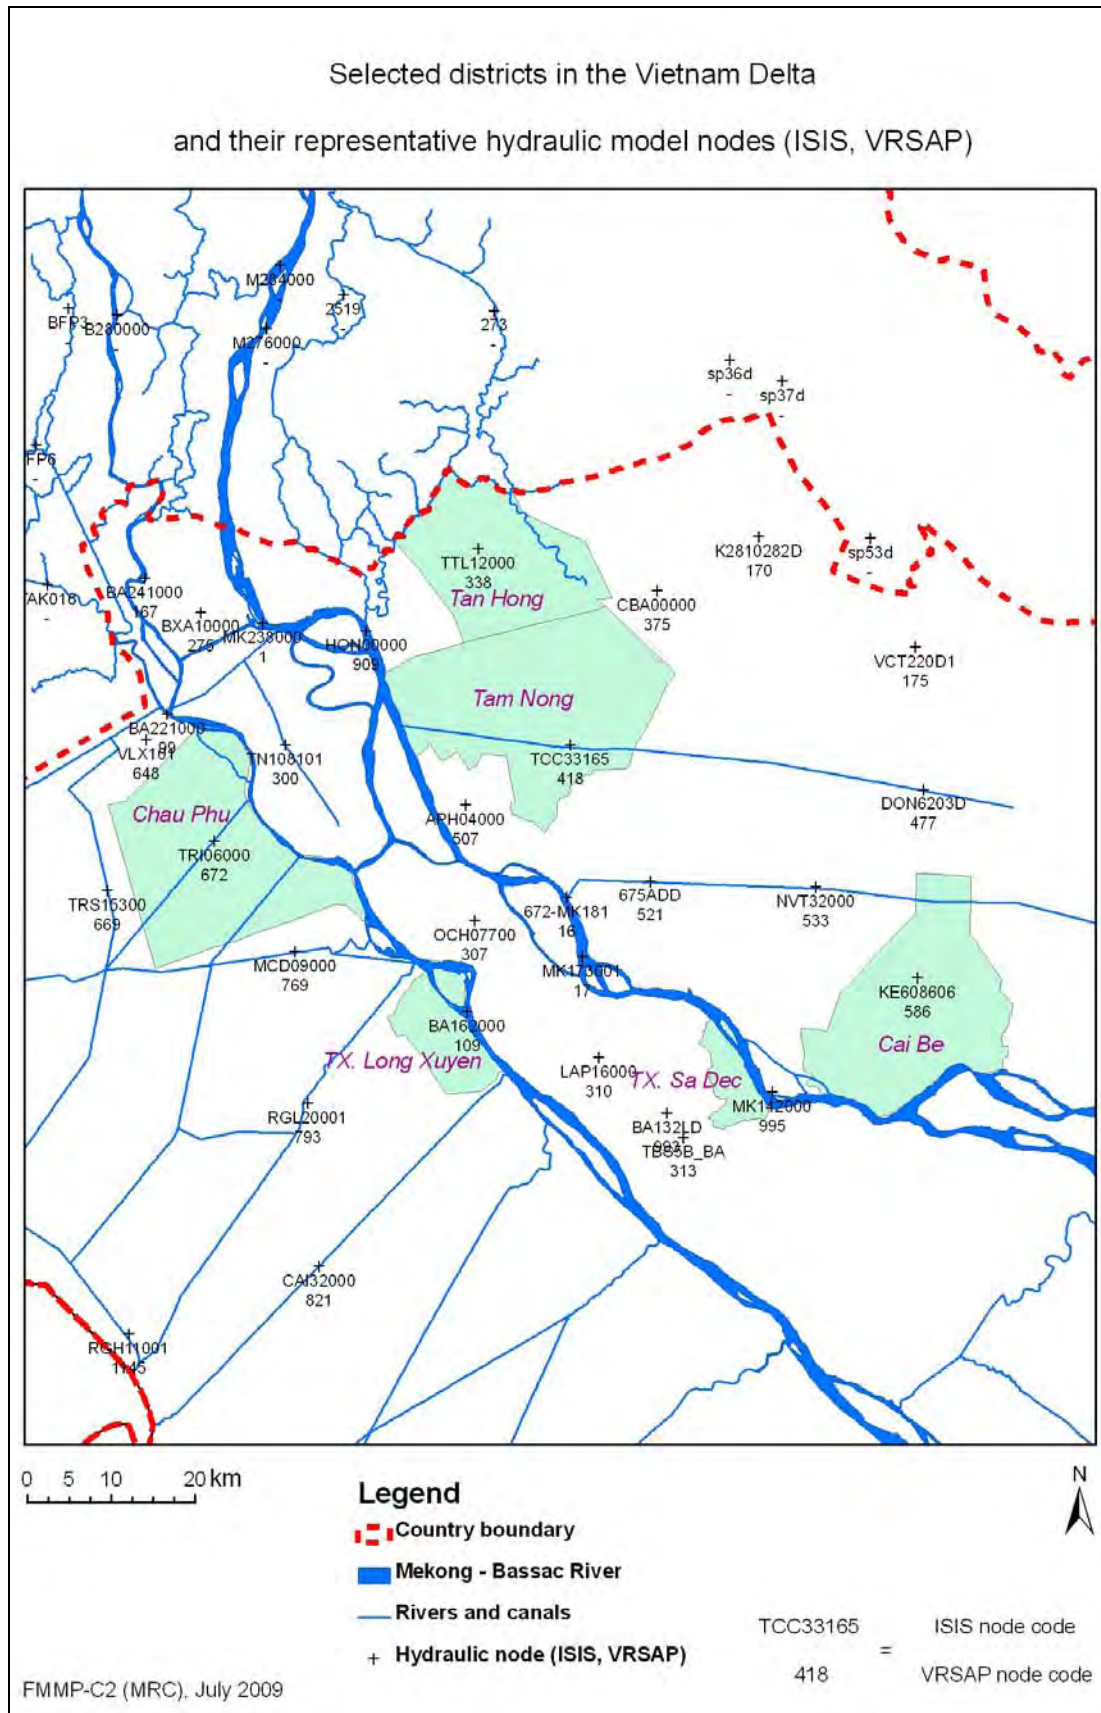 Selected districts in the Vietnam Delta
and their representative hydraulic model nodes (ISIS, VRSAP)
M284000
-
2519
-
BFP3
-
B280000
-
M276000
-
273
-
sp36d
-
sp37d
-
FP6
-
K2810282D
170
sp53d
-
TTL12000
338
Tan Hong
AK016
-
BA241000
167
CBA00000
375
BXA10000
275
MK238000
1
HON00000
909
VCT220D1
175
Tam Nong
BA221000
99
VLX161
648
TN108101
300
TCC33165
418
DON6203D
477
Chau Phu
APH04000
507
TRI06000
672
TRS15300
669
672-MK181
16
675ADD
521
NVT32000
533
OCH07700
307
MCD09000
769
MK173001
17
KE608606
586
BA162000
109
Cai Be
TX. Long Xuyen
LAP16000
310
TX. Sa Dec
MK142000
995
RGL20001
793
BA132LD
TB85B_BA
313
CAI32000
821
RGH11001
1145
0 5 10 20 km
N
Legend
Country boundary
Mekong - Bassac River
Rivers and canals
Hydraulic node (ISIS, VRSAP)
TCC33165 = ISIS node code
418 VRSAP node code
FMMP-C2 (MRC), July 2009